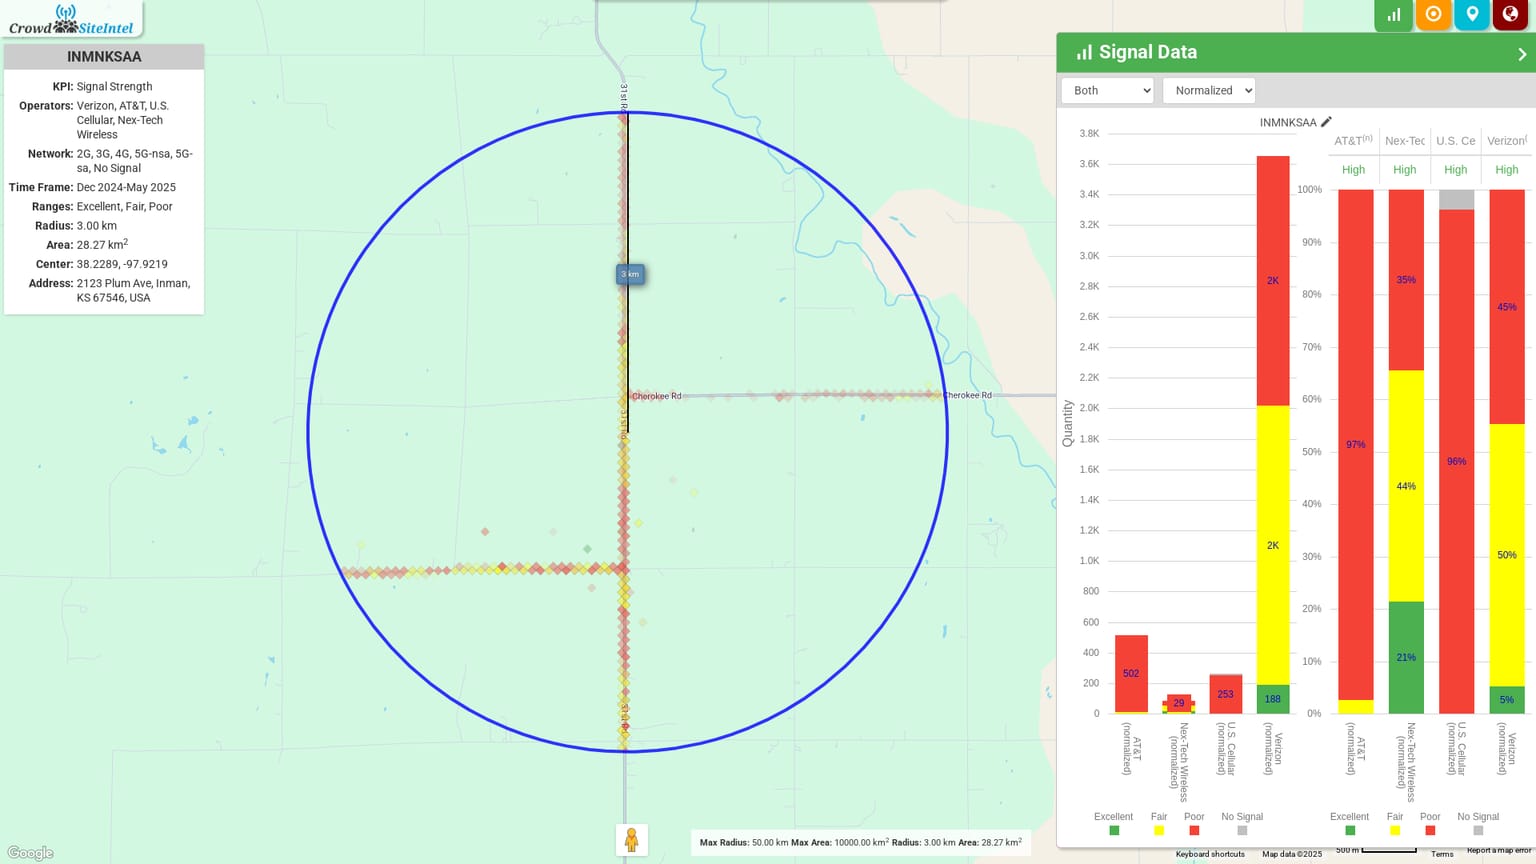 CrowdSiteIntel
INMNKSAA
KPI: Signal Strength
Operators: Verizon, AT&T, U.S.
Cellular, Nex-Tech
Wireless
Network: 2G, 3G, 4G, 5G-nsa, 5G-
sa, No Signal
Time Frame: Dec 2024-May 2025
Ranges: Excellent, Fair, Poor
Radius: 3.00 km
Area: 28.27 km2
Center: 38.2289, -97.9219
Address: 2123 Plum Ave, Inman,
KS 67546, USA
31st Rd
3 km
Cherokee Rd
Cherokee Rd
Google
Max Radius: 50.00 km Max Area: 10000.00 km2 Radius: 3.00 km Area: 28.27 km2
Signal Data
Both
Normalized
INMNKSAA
3.8K
3.6K
3.4K
3.2K
3.0K
2.8K
2.6K
2.4K
2.2K
2.0K
1.8K
1.6K
1.4K
1.2K
1.0K
800
600
400
200
0
Quantity
502
29
253
2K
2K
188
AT&T
(normalized)
Nex-Tech Wireless
(normalized)
U.S. Cellular
(normalized)
Verizon
(normalized)
Excellent
Fair
Poor
No Signal
AT&T(n)
Nex-Tec
U.S. Ce
Verizon(
High
High
High
High
100%
90%
80%
70%
60%
50%
40%
30%
20%
10%
0%
97%
35%
44%
21%
96%
45%
50%
5%
AT&T
(normalized)
Nex-Tech Wireless
(normalized)
U.S. Cellular
(normalized)
Verizon
(normalized)
Excellent
Fair
Poor
No Signal
Keyboard shortcuts
Map data ©2025
500 m
Terms
Report a map error